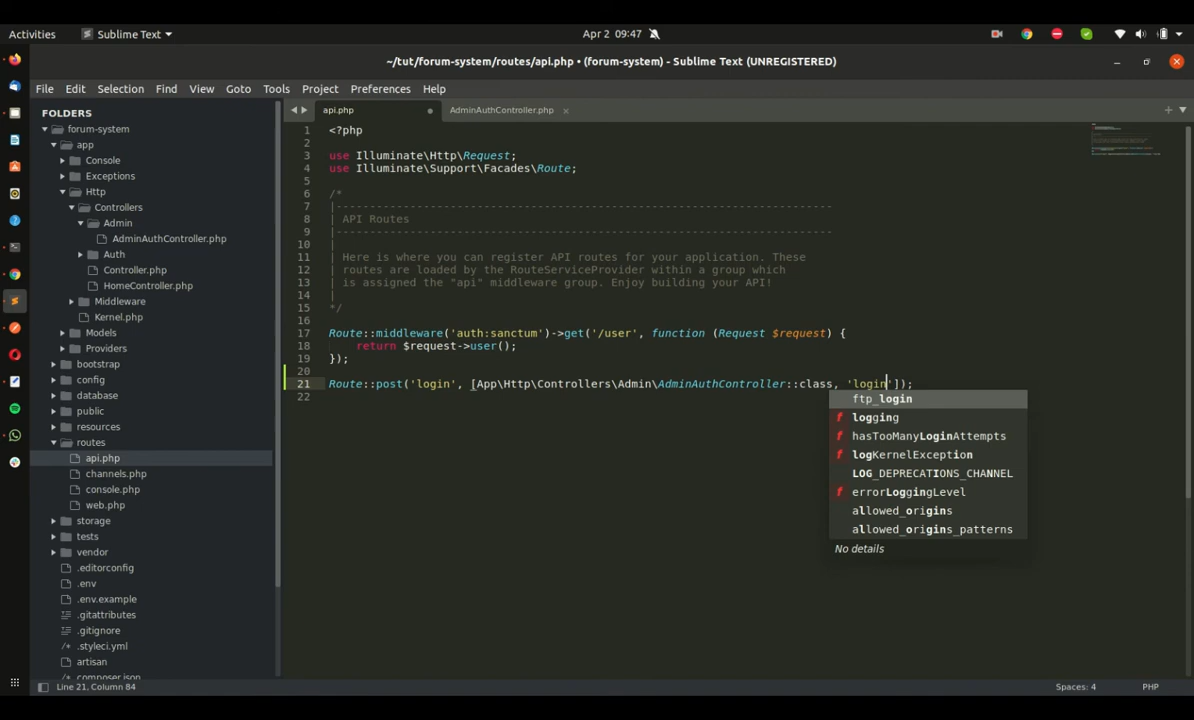 Activities
Sublime Text
Apr 2 09:47
~/tut/forum-system/routes/api.php • (forum-system) - Sublime Text (UNREGISTERED)
File Edit Selection Find View Goto Tools Project Preferences Help
FOLDERS
forum-system
app
Console
Exceptions
Http
Controllers
Admin
AdminAuthController.php
Auth
Controller.php
HomeController.php
Middleware
Kernel.php
Models
Providers
bootstrap
config
database
public
resources
routes
api.php
channels.php
console.php
web.php
storage
tests
vendor
.editorconfig
.env
.env.example
.gitattributes
.gitignore
.styleci.yml
artisan
composer.json
api.php
AdminAuthController.php
1 <?php
2
3 use Illuminate\Http\Request;
4 use Illuminate\Support\Facades\Route;
5
6 /*
7 |--------------------------------------------------------------------------
8 | API Routes
9 |--------------------------------------------------------------------------
10 |
11 | Here is where you can register API routes for your application. These
12 | routes are loaded by the RouteServiceProvider within a group which
13 | is assigned the "api" middleware group. Enjoy building your API!
14 |
15 */
16
17 Route::middleware('auth:sanctum')->get('/user', function (Request $request) {
18     return $request->user();
19 });
20
21 Route::post('login', [App\Http\Controllers\Admin\AdminAuthController::class, 'login']);
22
ftp_login
f logging
f hasTooManyLoginAttempts
f logKernelException
LOG_DEPRECATIONS_CHANNEL
f errorLoggingLevel
allowed_origins
allowed_origins_patterns
No details
Line 21, Column 84
Spaces: 4
PHP